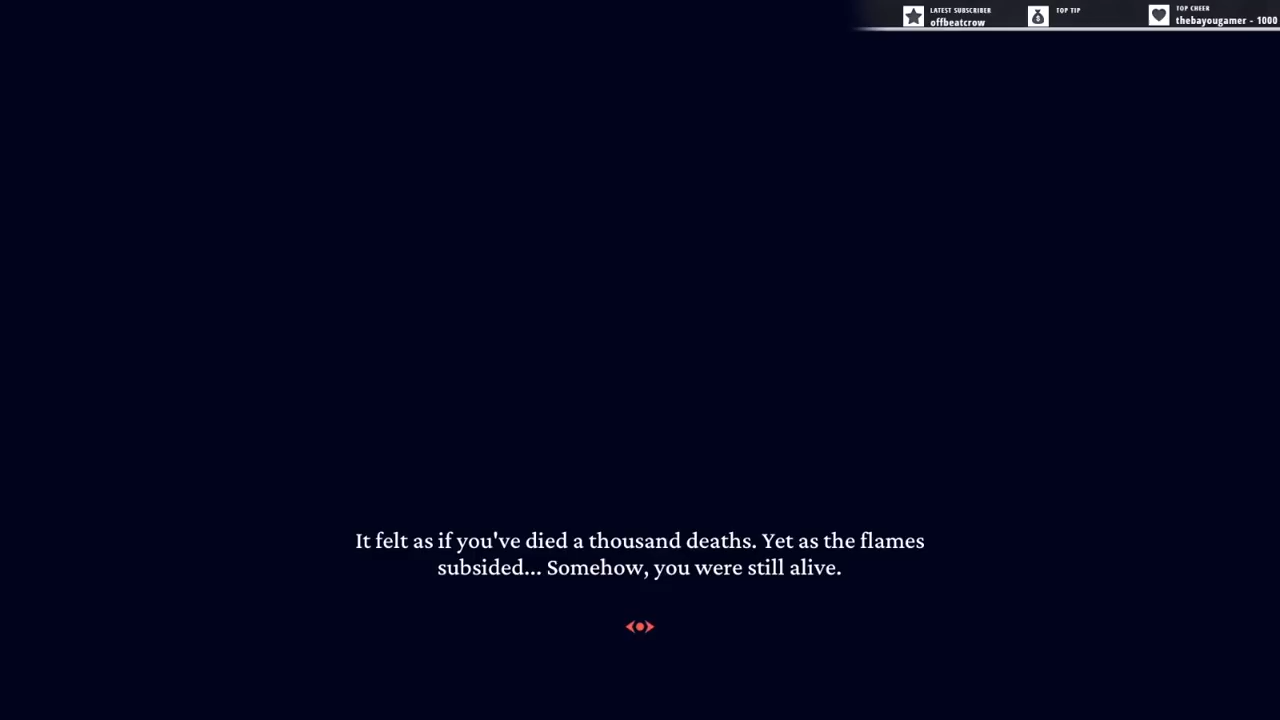 LATEST SUBSCRIBER
offbeatcrow
TOP TIP
TOP CHEER
thebayougamer - 1000
It felt as if you've died a thousand deaths. Yet as the flames
subsided... Somehow, you were still alive.